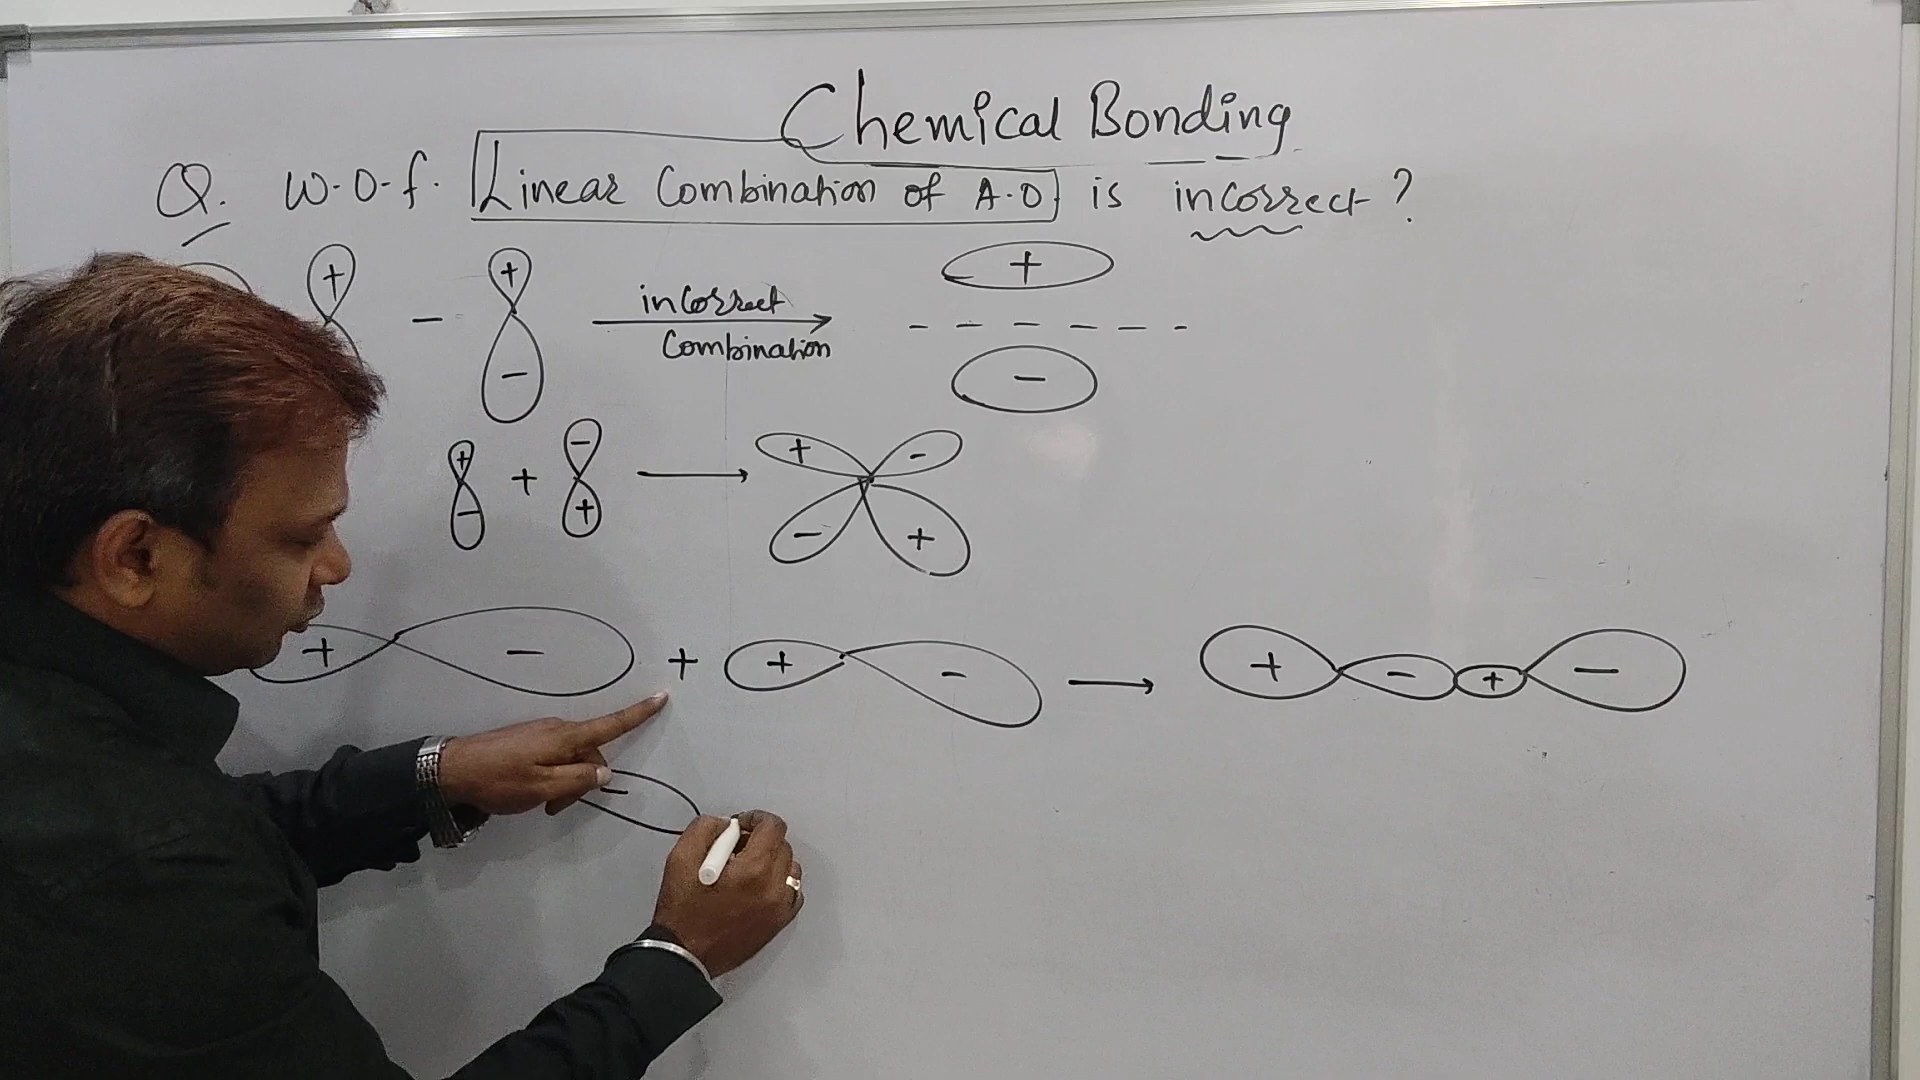 Chemical Bonding
Q. W.O.f. Linear Combination of A.O is incorrect?
+ - + incorrect +
- Combination -
+ + - → + -
- + - +
+ - + + - → + - + -
-